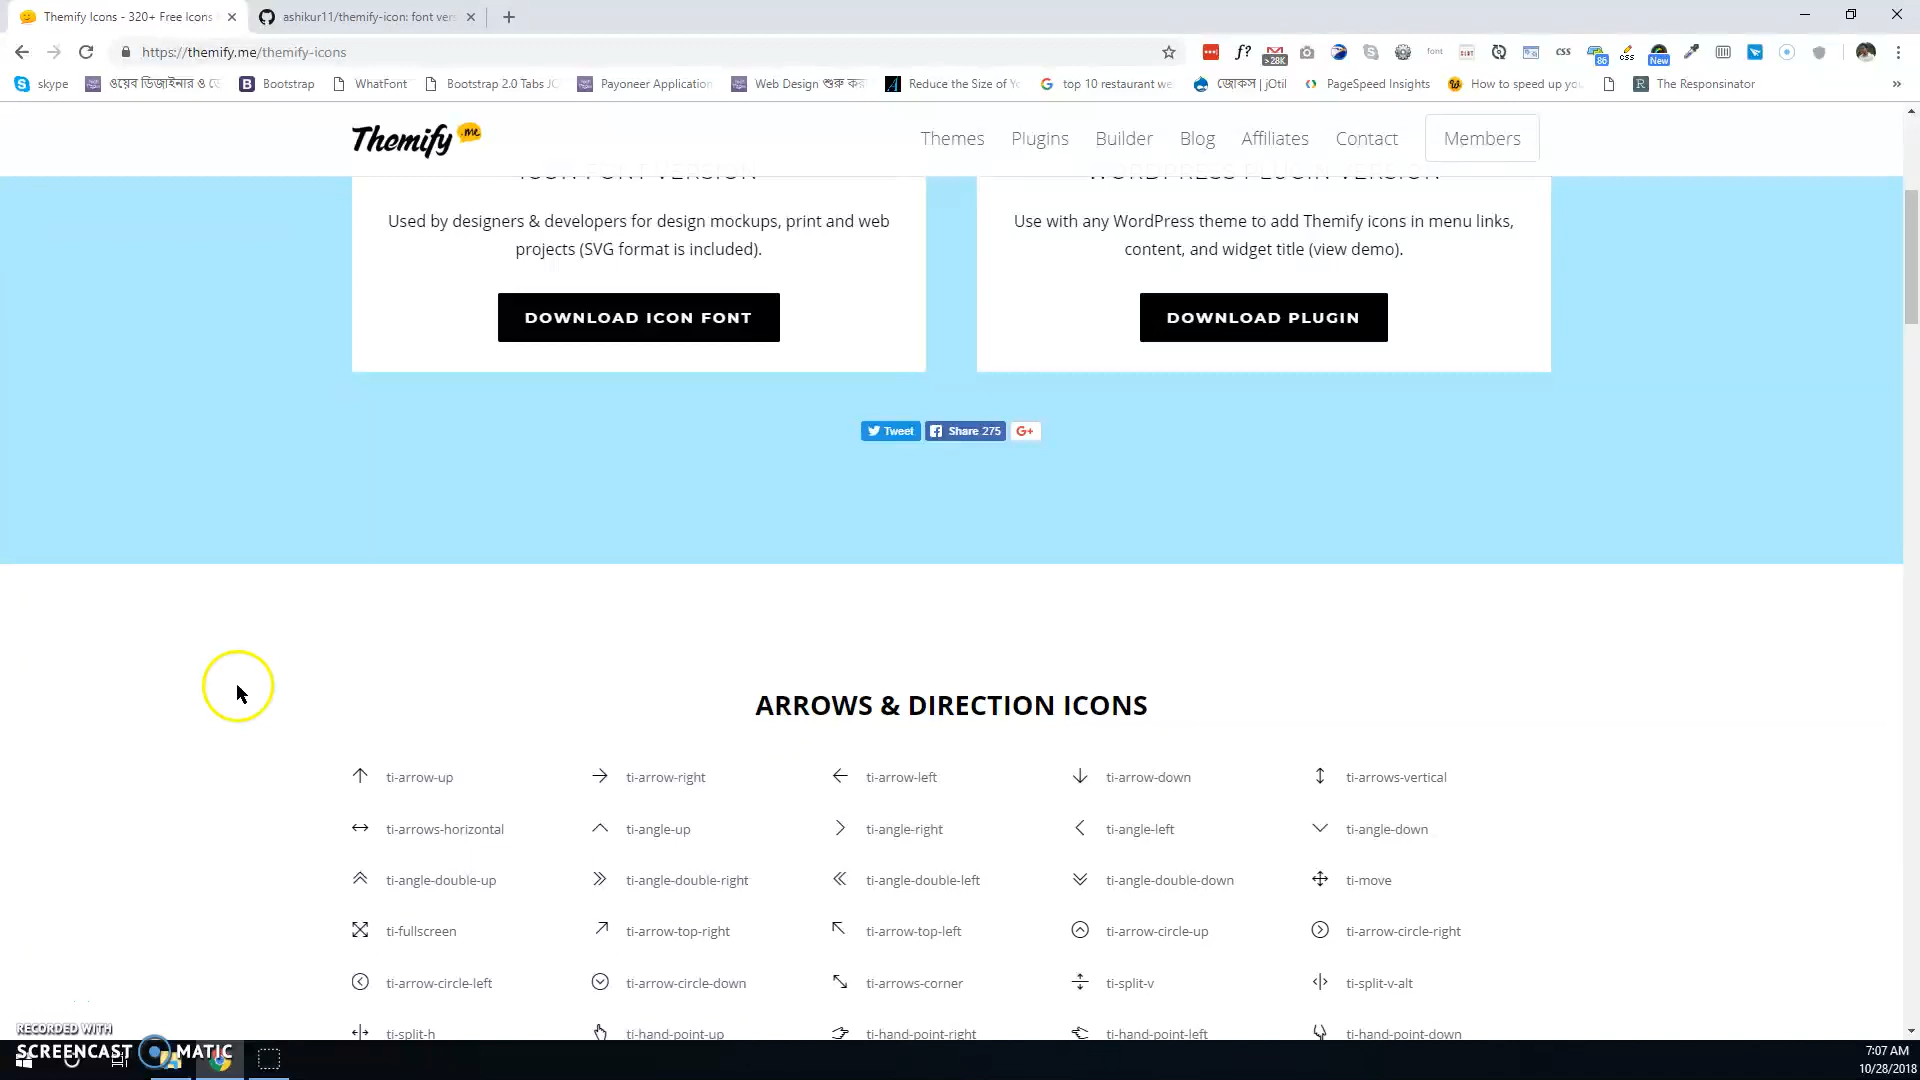 Themify Icons - 320+ Free Icons
ashikur11/themify-icon: font ver
https://themify.me/themify-icons
f?
>28K
font
CSS
86
css
New
skype
ওয়েব ডিজাইনার ও ডে
Bootstrap
WhatFont
Bootstrap 2.0 Tabs JC
Payoneer Application
Web Design শুরু কর
Reduce the Size of Yo
top 10 restaurant we
জোকস | jOtil
PageSpeed Insights
How to speed up you
The Responsinator
Themify .me
Themes
Plugins
Builder
Blog
Affiliates
Contact
Members
ICON FONT VERSION
WORDPRESS PLUGIN VERSION
Used by designers & developers for design mockups, print and web
projects (SVG format is included).
Use with any WordPress theme to add Themify icons in menu links,
content, and widget title (view demo).
DOWNLOAD ICON FONT
DOWNLOAD PLUGIN
Tweet
Share 275
G+
ARROWS & DIRECTION ICONS
ti-arrow-up
ti-arrow-right
ti-arrow-left
ti-arrow-down
ti-arrows-vertical
ti-arrows-horizontal
ti-angle-up
ti-angle-right
ti-angle-left
ti-angle-down
ti-angle-double-up
ti-angle-double-right
ti-angle-double-left
ti-angle-double-down
ti-move
ti-fullscreen
ti-arrow-top-right
ti-arrow-top-left
ti-arrow-circle-up
ti-arrow-circle-right
ti-arrow-circle-left
ti-arrow-circle-down
ti-arrows-corner
ti-split-v
ti-split-v-alt
ti-split-h
ti-hand-point-up
ti-hand-point-right
ti-hand-point-left
ti-hand-point-down
RECORDED WITH
SCREENCAST MATIC
7:07 AM
10/28/2018